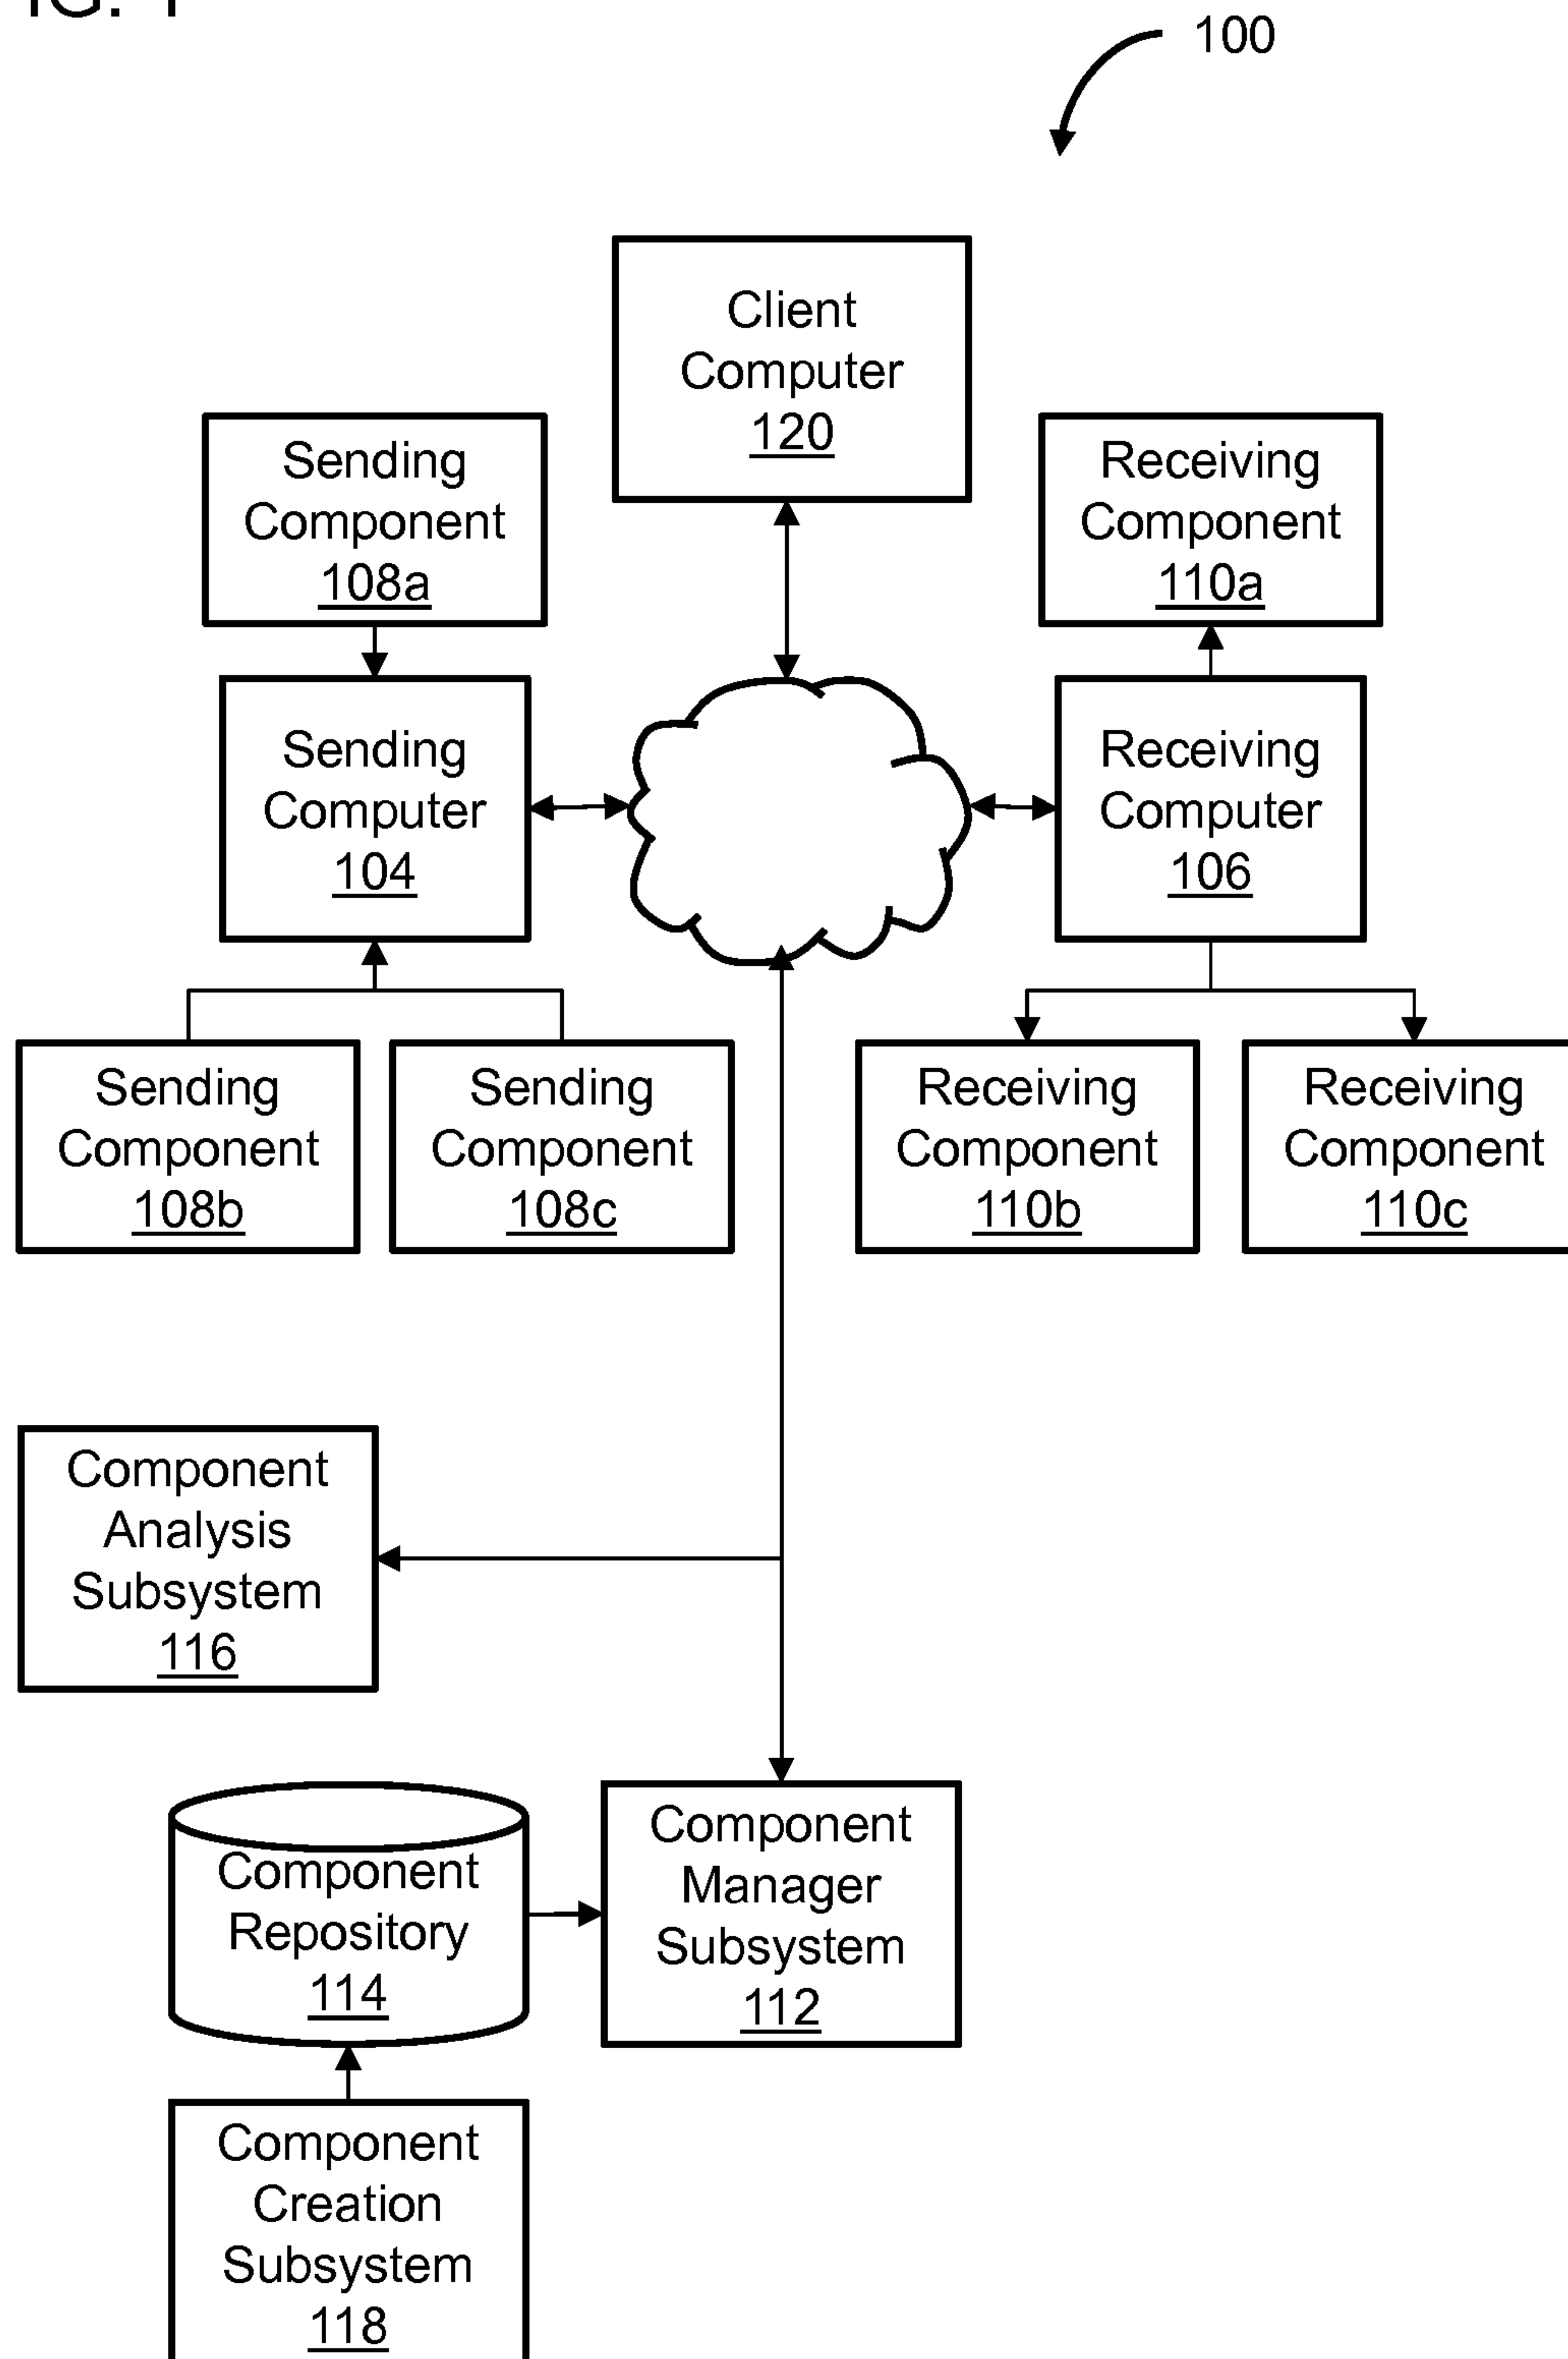 100
Client
Computer
120
Sending
Component
108a
Receiving
Component
110a
Sending
Computer
104
Receiving
Computer
106
Sending
Component
108b
Sending
Component
108c
Receiving
Component
110b
Receiving
Component
110c
Component
Analysis
Subsystem
116
Component
Repository
114
Component
Manager
Subsystem
112
Component
Creation
Subsystem
118